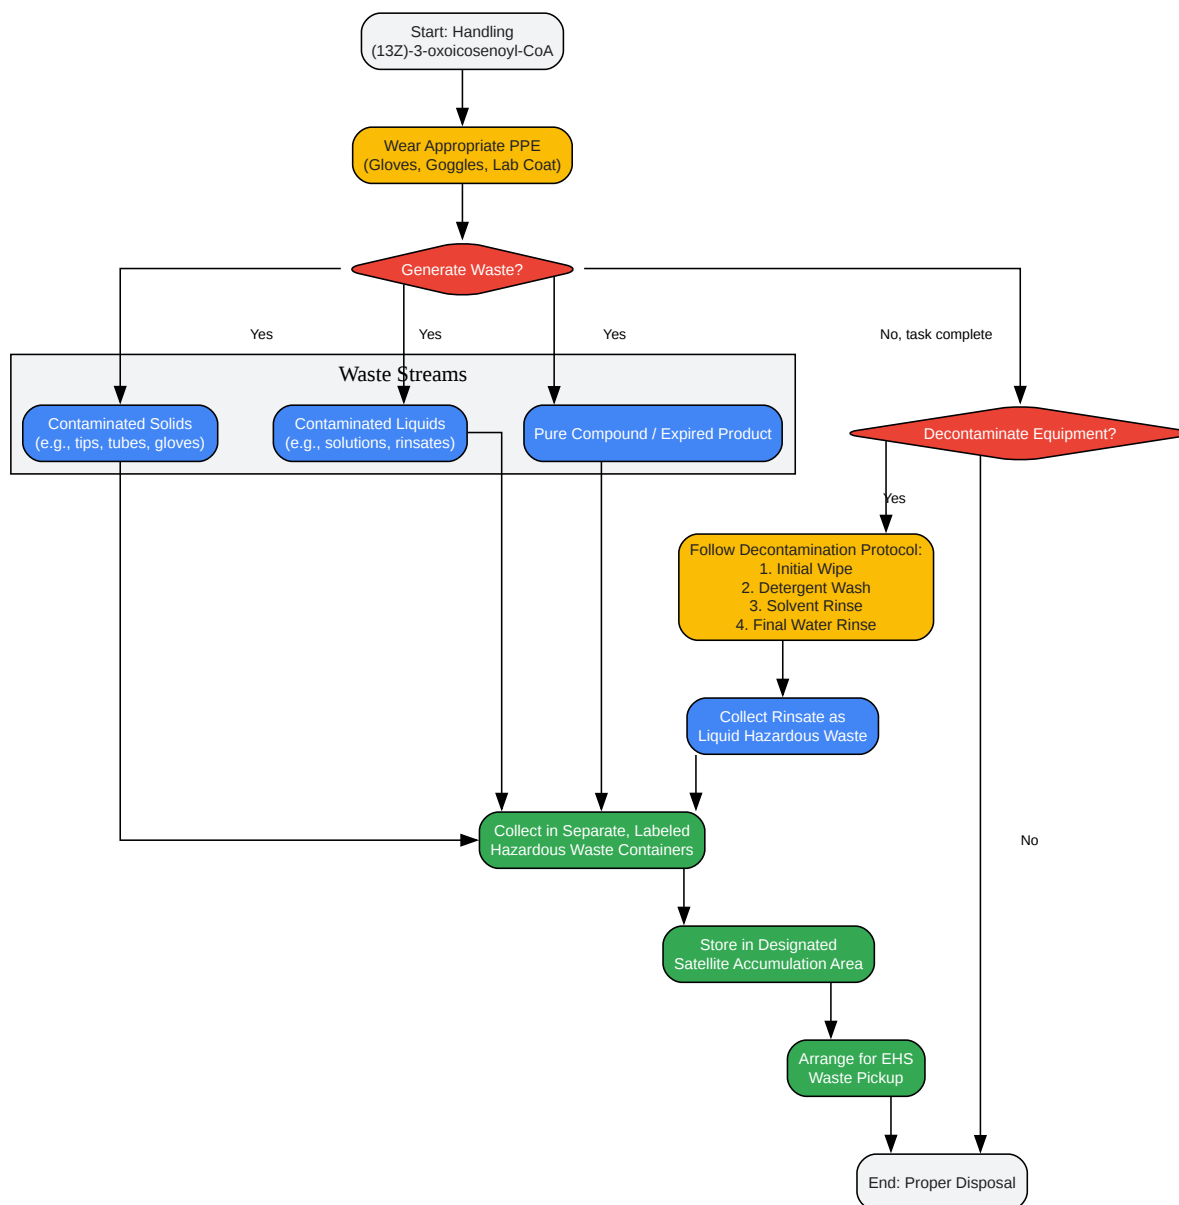 Start: Handling
(13Z)-3-oxoicosenoyl-CoA
Wear Appropriate PPE
(Gloves, Goggles, Lab Coat)
Generate Waste?
Yes
Yes
Yes
No, task complete
Waste Streams
Contaminated Solids
(e.g., tips, tubes, gloves)
Contaminated Liquids
(e.g., solutions, rinsates)
Pure Compound / Expired Product
Decontaminate Equipment?
Yes
Follow Decontamination Protocol:
1. Initial Wipe
2. Detergent Wash
3. Solvent Rinse
4. Final Water Rinse
Collect Rinsate as
Liquid Hazardous Waste
Collect in Separate, Labeled
Hazardous Waste Containers
No
Store in Designated
Satellite Accumulation Area
Arrange for EHS
Waste Pickup
End: Proper Disposal